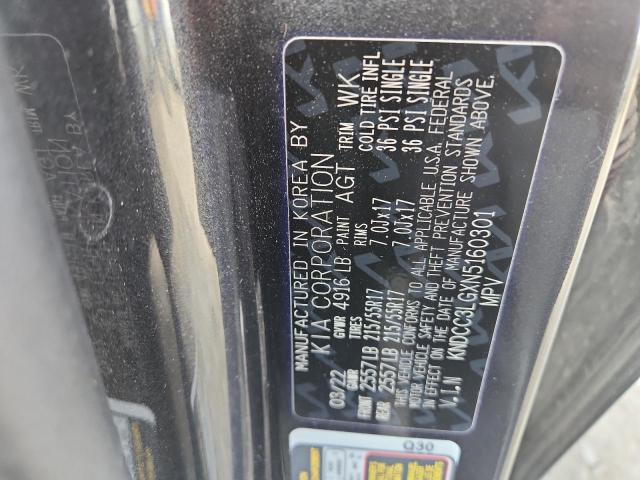 MANUFACTURED IN KOREA BY
KIA CORPORATION
03/22 GVWR 4916 LB PAINT AGT TRIM WK
GAWR TIRES RIMS COLD TIRE INFL
FRONT 2557LB 215/55R17 7.0Jx17 36 PSI SINGLE
REAR 2557LB 215/55R17 7.0Jx17 36 PSI SINGLE
THIS VEHICLE CONFORMS TO ALL APPLICABLE U.S.A. FEDERAL
MOTOR VEHICLE SAFETY AND THEFT PREVENTION STANDARDS
IN EFFECT ON THE DATE OF MANUFACTURE SHOWN ABOVE.
V.I.N KNDCC3LGXN5160301
MPV
Q30